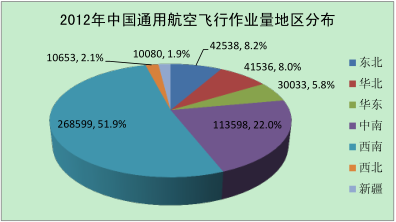 2012年中国通用航空飞行作业量地区分布
10653, 2.1%
10080, 1.9%
42538, 8.2%
41536, 8.0%
30033, 5.8%
113598, 22.0%
268599, 51.9%
东北
华北
华东
中南
西南
西北
新疆